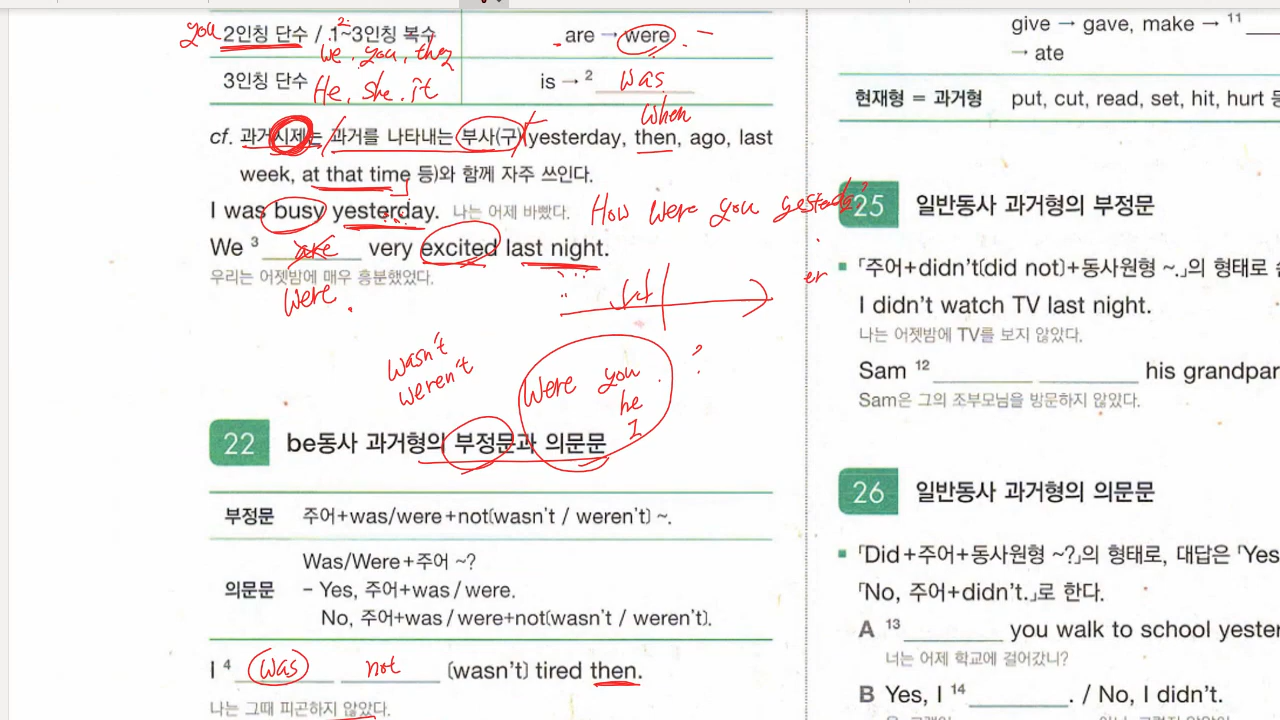 you 2인칭 단수 / 1~3인칭 복수
we, you, they
are → were
3인칭 단수 He, she, it
is → 2 was
when
cf. 과거시제는 과거를 나타내는 부사(구)(yesterday, then, ago, last
week, at that time 등)와 함께 자주 쓰인다.
I was busy yesterday. 나는 어제 바빴다.
How were you yesterday?
We 3 are very excited last night.
우리는 어젯밤에 매우 흥분했었다.
were.
er
wasn't
weren't
Were you ?
he
I
22 be동사 과거형의 부정문과 의문문
부정문 주어+was/were+not(wasn't / weren't) ~.
의문문
Was/Were+주어 ~?
– Yes, 주어+was / were.
No, 주어+was / were+not(wasn't / weren't).
I 4 was not (wasn't) tired then.
나는 그때 피곤하지 않았다.
give → gave, make → 11
→ ate
현재형 = 과거형 put, cut, read, set, hit, hurt
25 일반동사 과거형의 부정문
「주어+didn't(did not)+동사원형 ~.」의 형태로
I didn't watch TV last night.
나는 어젯밤에 TV를 보지 않았다.
Sam 12 his grandpar
Sam은 그의 조부모님을 방문하지 않았다.
26 일반동사 과거형의 의문문
「Did+주어+동사원형 ~?」의 형태로, 대답은 「Yes
「No, 주어+didn't.」로 한다.
A 13 you walk to school yester
너는 어제 학교에 걸어갔니?
B Yes, I 14 . / No, I didn't.